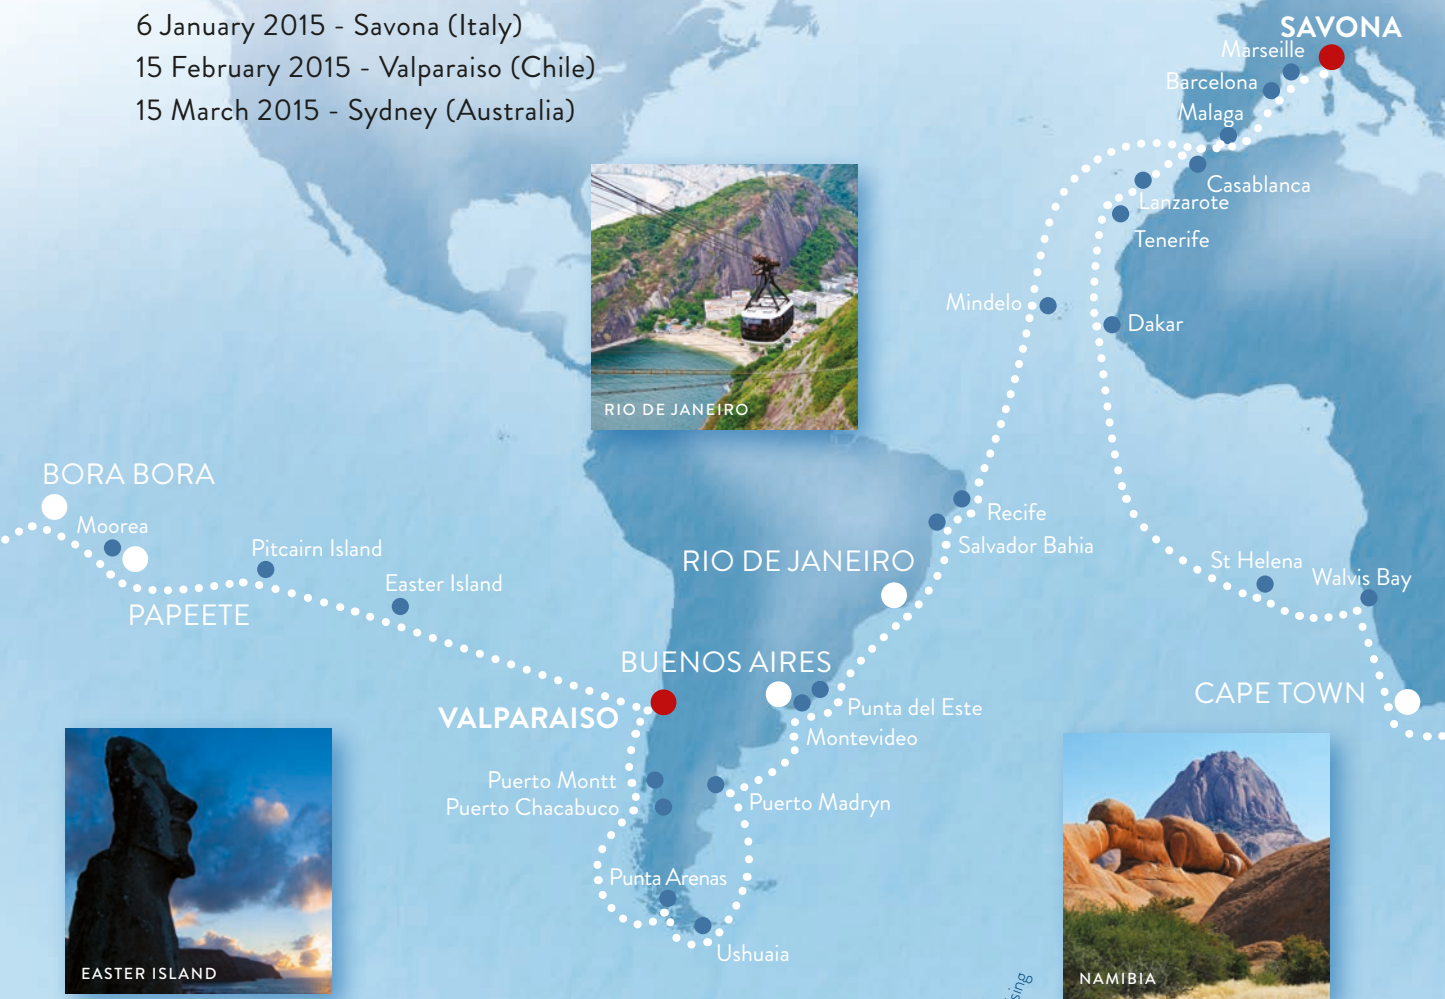 6 January 2015 - Savona (Italy)
15 February 2015 - Valparaiso (Chile)
15 March 2015 - Sydney (Australia)
SAVONA
Marseille
Barcelona
Malaga
Casablanca
Lanzarote
Tenerife
Mindelo
Dakar
RIO DE JANEIRO
BORA BORA
Moorea
Pitcairn Island
Easter Island
PAPEETE
Recife
Salvador Bahia
RIO DE JANEIRO
St Helena
Walvis Bay
BUENOS AIRES
CAPE TOWN
VALPARAISO
Punta del Este
Montevideo
Puerto Montt
Puerto Chacabuco
Puerto Madryn
Punta Arenas
Ushuaia
EASTER ISLAND
NAMIBIA